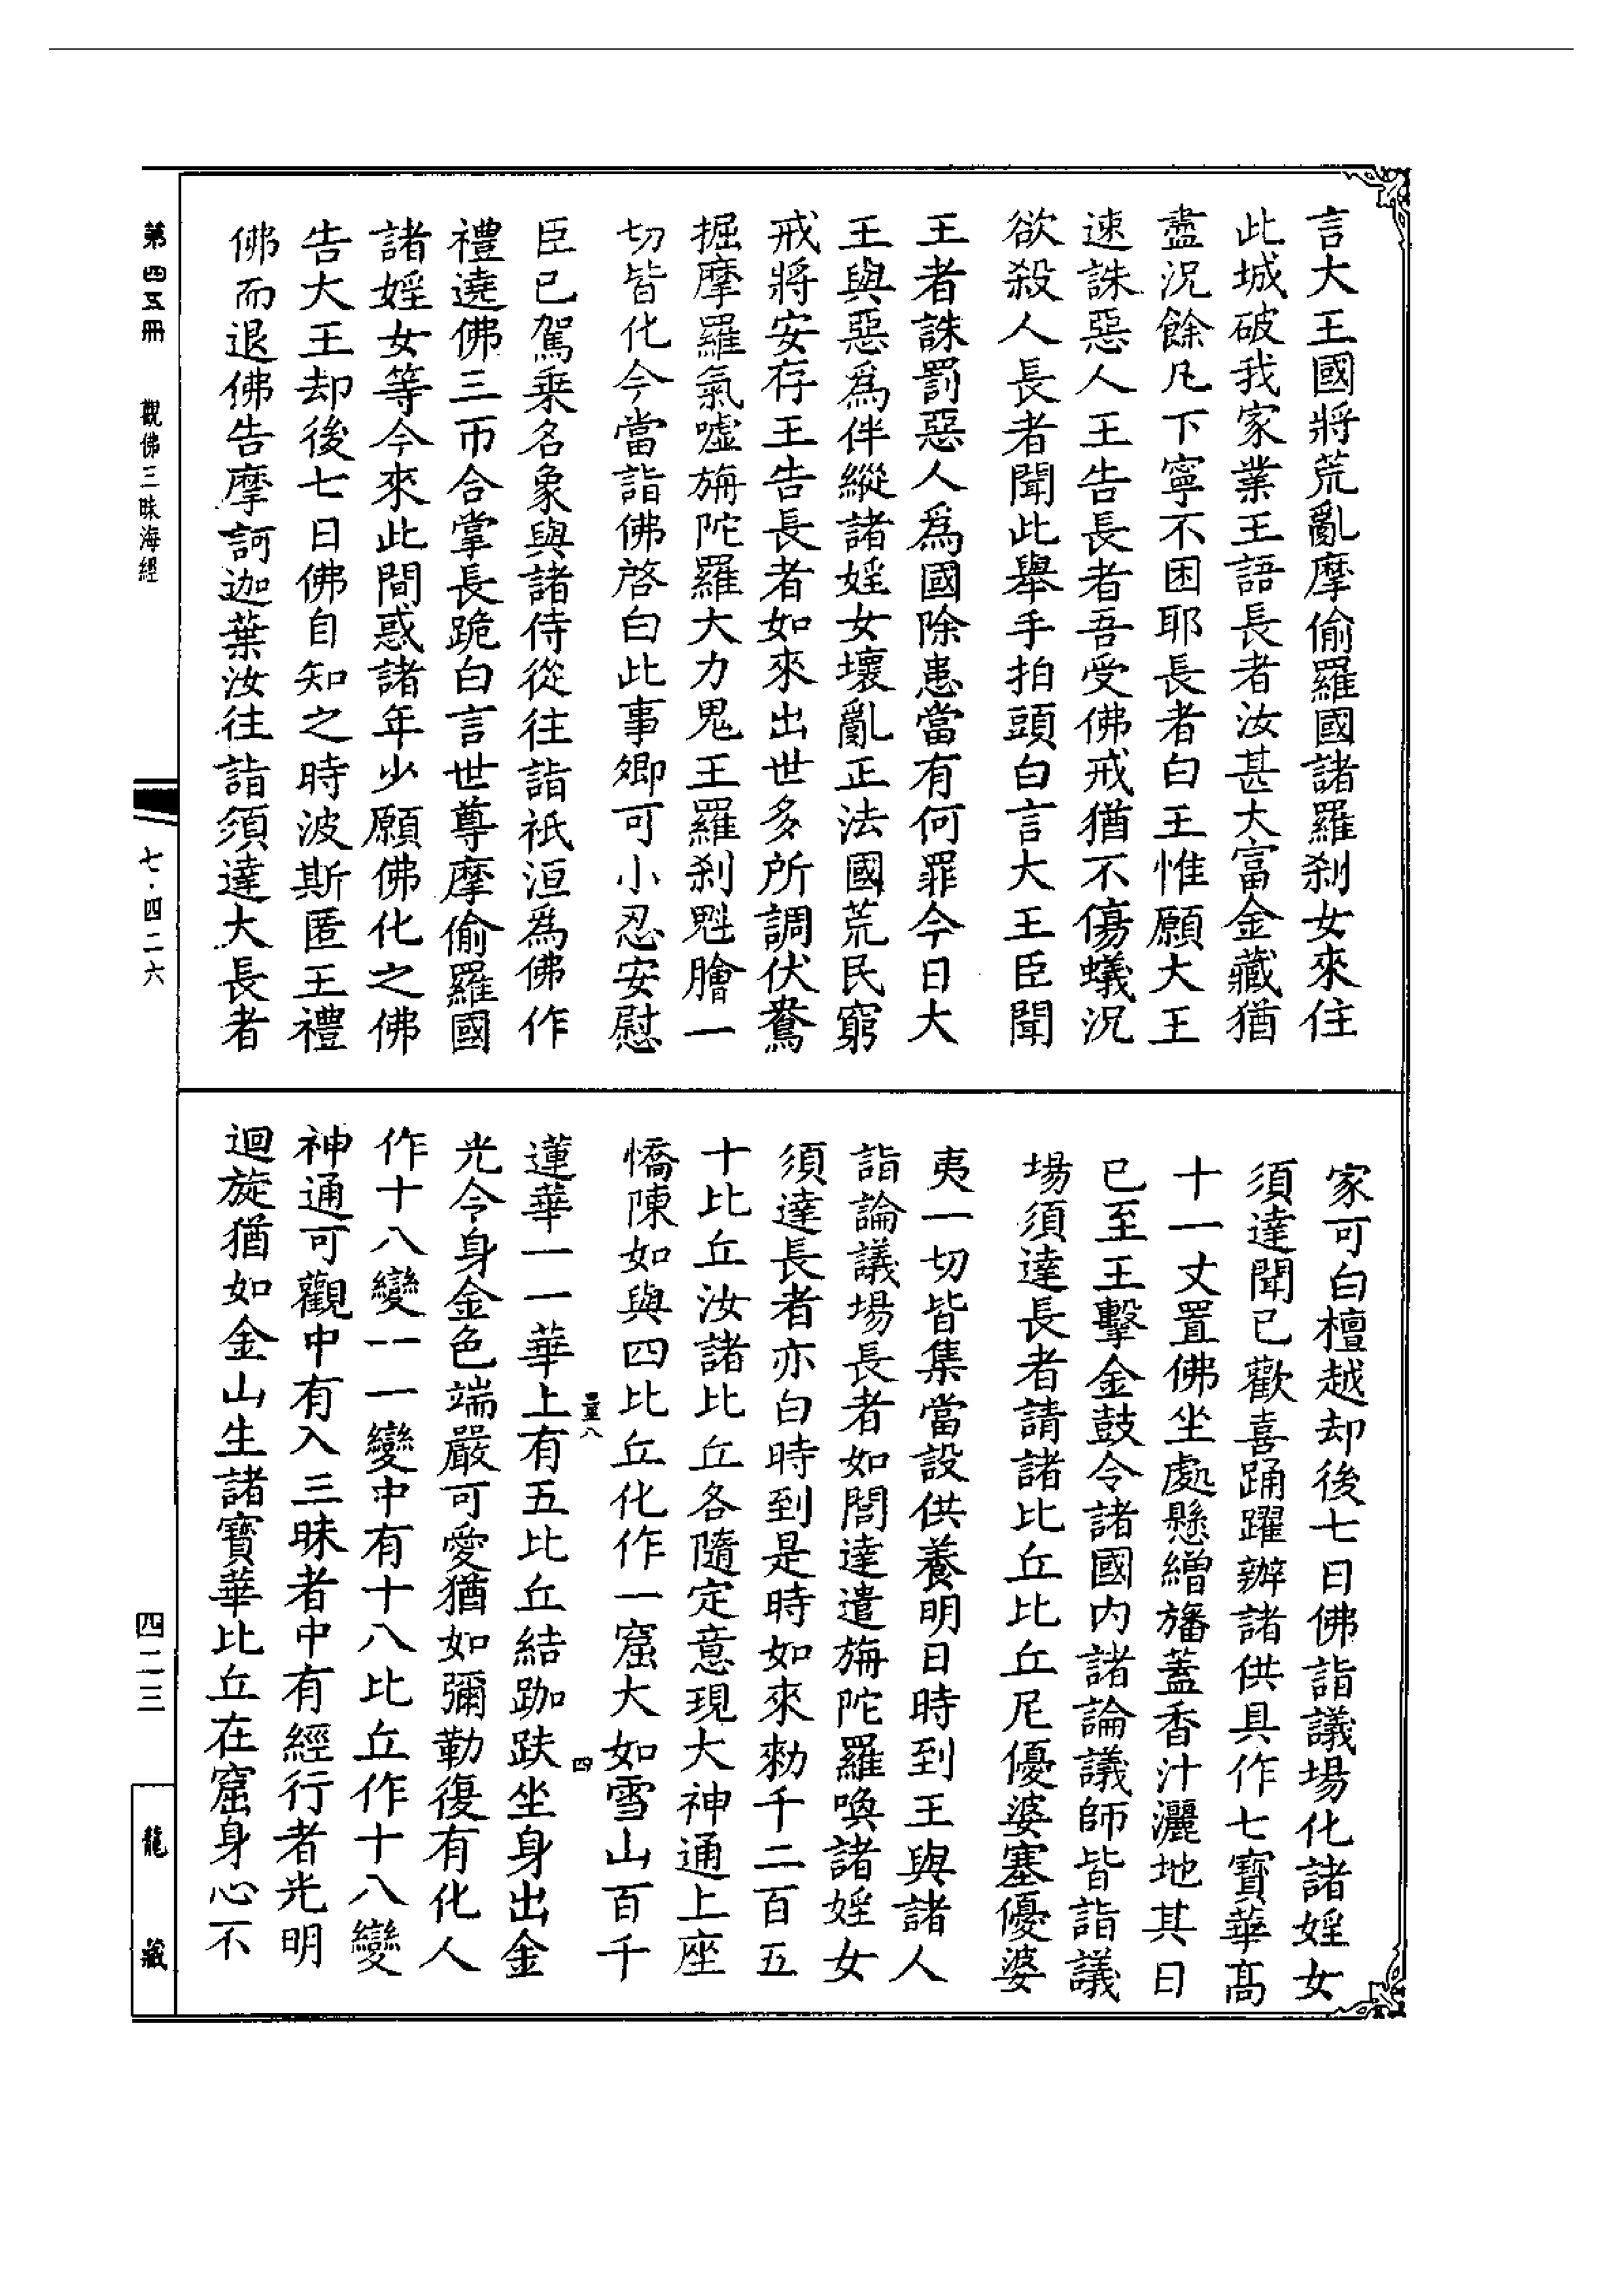 言大王國將荒亂摩偷羅國諸羅刹女來住
此城破我家業王語長者汝甚大富金藏猶
盡況餘凡下寧不困耶長者白王惟願大王
速誅惡人王告長者吾受佛戒猶不傷蟻況
欲殺人長者聞此舉手拍頭白言大王臣聞
王者誅罰惡人爲國除患當有何罪今日大
王與惡爲伴縱諸婬女壞亂正法國荒民窮
戒將安存王告長者如來出世多所調伏鴦
掘摩羅氣噓旃陀羅大力鬼王羅刹魁膾一
切皆化今當詣佛啓白此事卿可小忍安慰
臣已駕乗名象與諸侍從往詣祇洹爲佛作
禮遶佛三帀合掌長跪白言世尊摩偷羅國
諸婬女等今來此間惑諸年少願佛化之佛
告大王却後七日佛自知之時波斯匿王禮
佛而退佛告摩訶迦葉汝往詣須達大長者
家可白檀越却後七日佛詣議場化諸婬女
須達聞已歡喜踊躍辦諸供具作七寶華高
十一丈置佛坐處懸繒旛蓋香汁灑地其日
已至王擊金鼓令諸國内諸論議師皆詣議
場須達長者請諸比丘比丘尼優婆塞優婆
夷一切皆集當設供養明日時到王與諸人
詣論議場長者如閭達遣旃陀羅喚諸婬女
須達長者亦白時到是時如來勑千二百五
十比丘汝諸比丘各隨定意現大神通上座
憍陳如與四比丘化作一窟大如雪山百千
蓮華一一華上有五比丘結跏趺坐身出金
光令身金色端嚴可愛猶如彌勒復有化人
作十八變一一變中有十八比丘作十八變
神通可觀中有入三昧者中有經行者光明
迴旋猶如金山生諸寶華比丘在窟身心不
第四五冊　觀佛三昧海經
七·四二六
四二三
龍藏